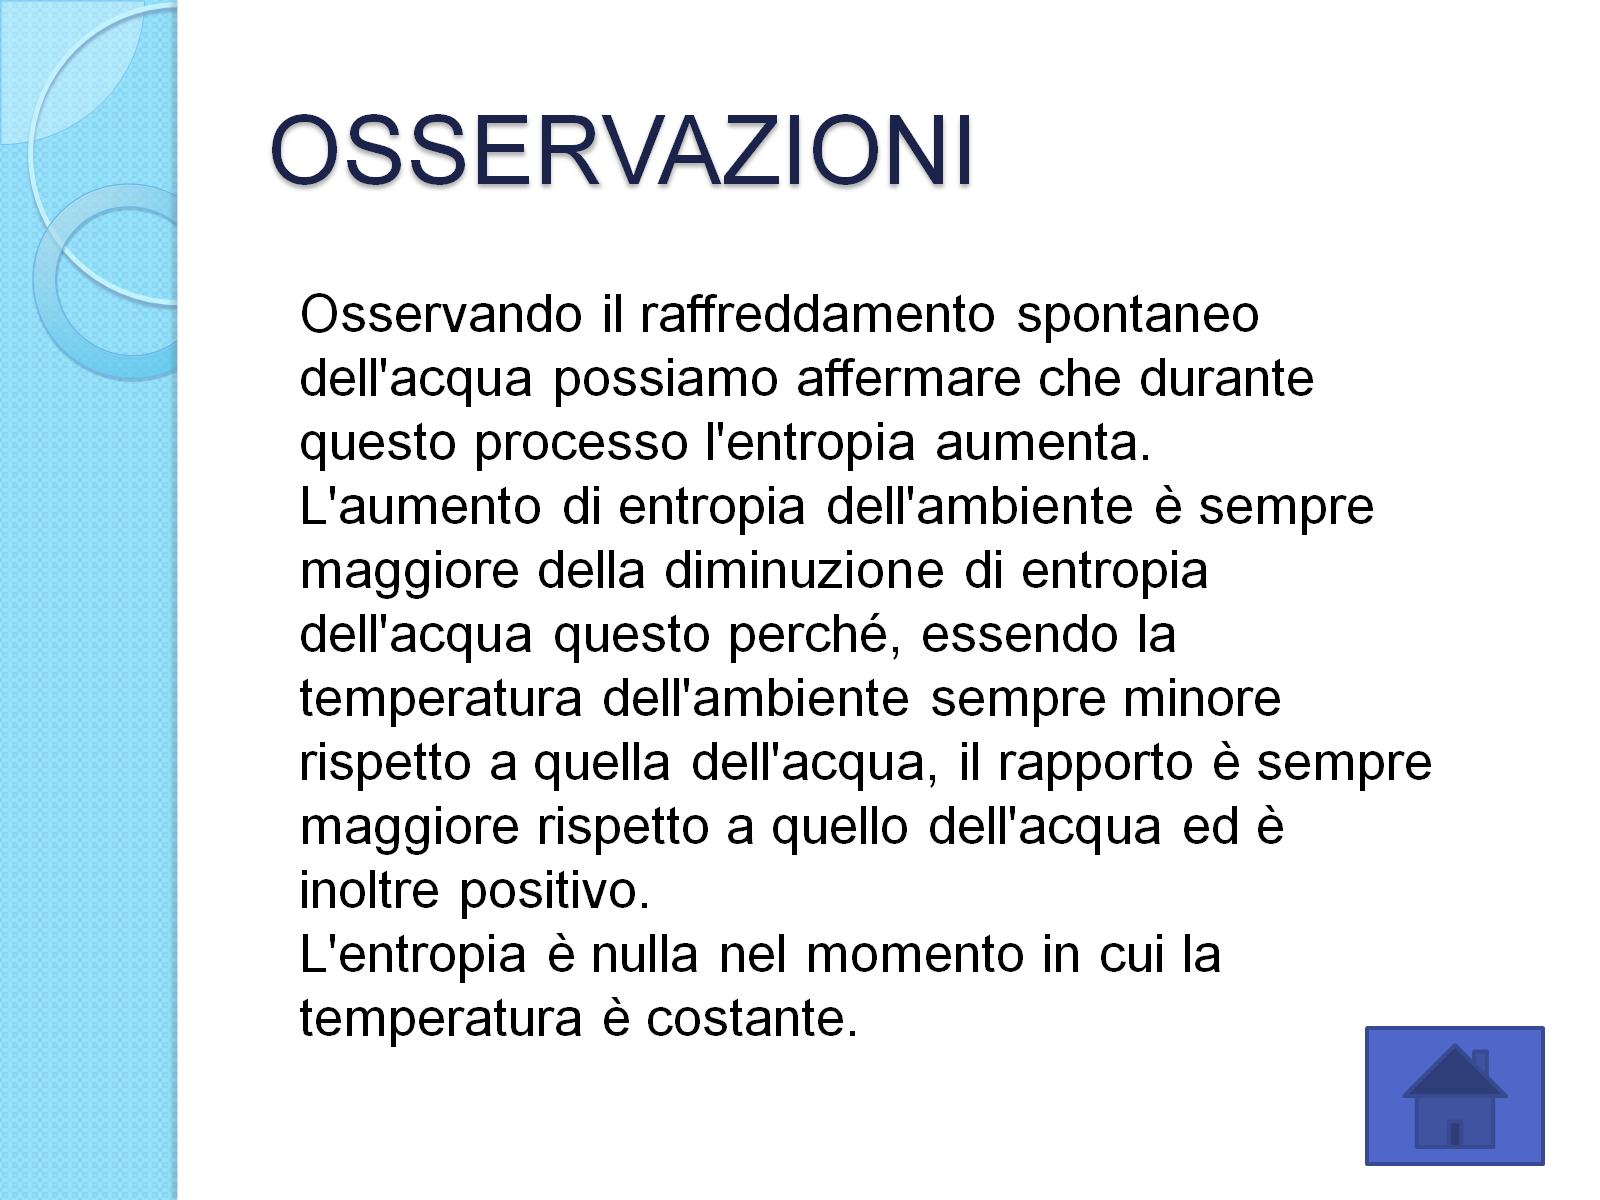 OSSERVAZIONI
Osservando il raffreddamento spontaneo
dell'acqua possiamo affermare che durante
questo processo l'entropia aumenta.
L'aumento di entropia dell'ambiente è sempre
maggiore della diminuzione di entropia
dell'acqua questo perché, essendo la
temperatura dell'ambiente sempre minore
rispetto a quella dell'acqua, il rapporto è sempre
maggiore rispetto a quello dell'acqua ed è
inoltre positivo.
L'entropia è nulla nel momento in cui la
temperatura è costante.